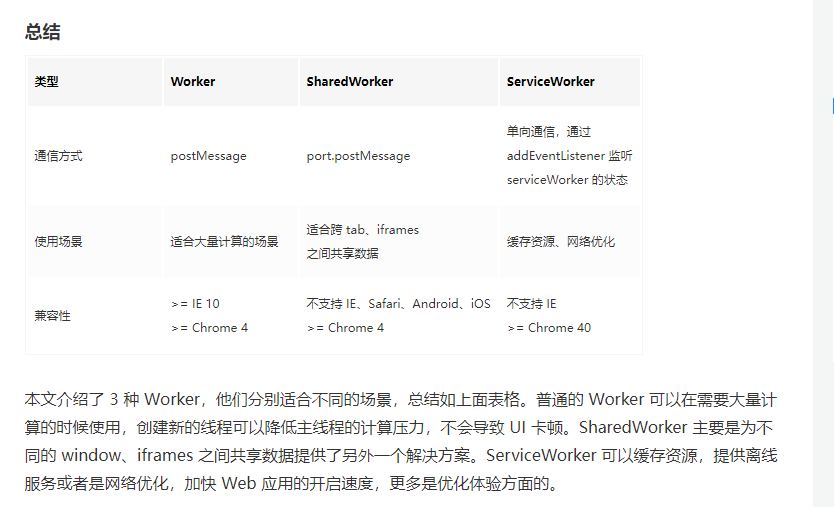 总结
类型 Worker SharedWorker ServiceWorker
通信方式 postMessage port.postMessage 单向通信，通过
addEventListener 监听
serviceWorker 的状态
使用场景 适合大量计算的场景 适合跨 tab、iframes
之间共享数据 缓存资源、网络优化
兼容性 >= IE 10
>= Chrome 4 不支持 IE、Safari、Android、iOS
>= Chrome 4 不支持 IE
>= Chrome 40
本文介绍了 3 种 Worker，他们分别适合不同的场景，总结如上面表格。普通的 Worker 可以在需要大量计
算的时候使用，创建新的线程可以降低主线程的计算压力，不会导致 UI 卡顿。SharedWorker 主要是为不
同的 window、iframes 之间共享数据提供了另外一个解决方案。ServiceWorker 可以缓存资源，提供离线
服务或者是网络优化，加快 Web 应用的开启速度，更多是优化体验方面的。